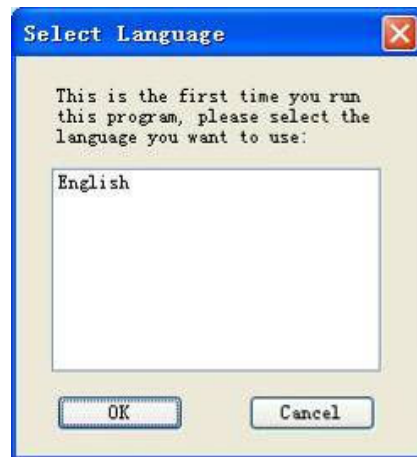 Select Language
This is the first time you run
this program, please select the
language you want to use:
English
OK
Cancel